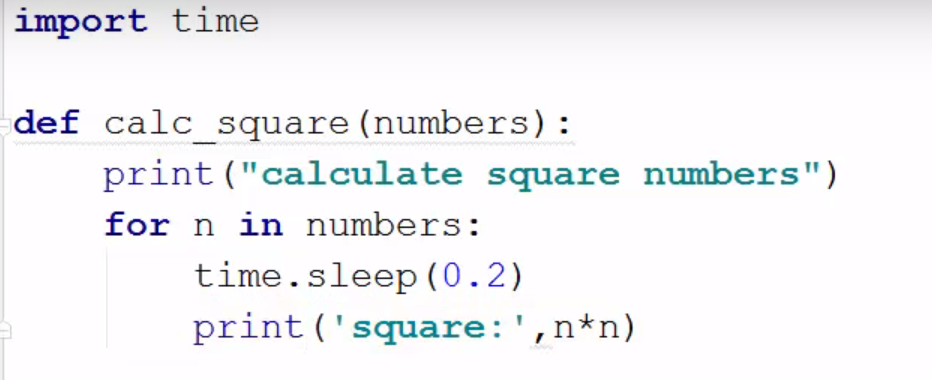 import time
def calc_square(numbers):
    print("calculate square numbers")
    for n in numbers:
        time.sleep(0.2)
        print('square:',n*n)